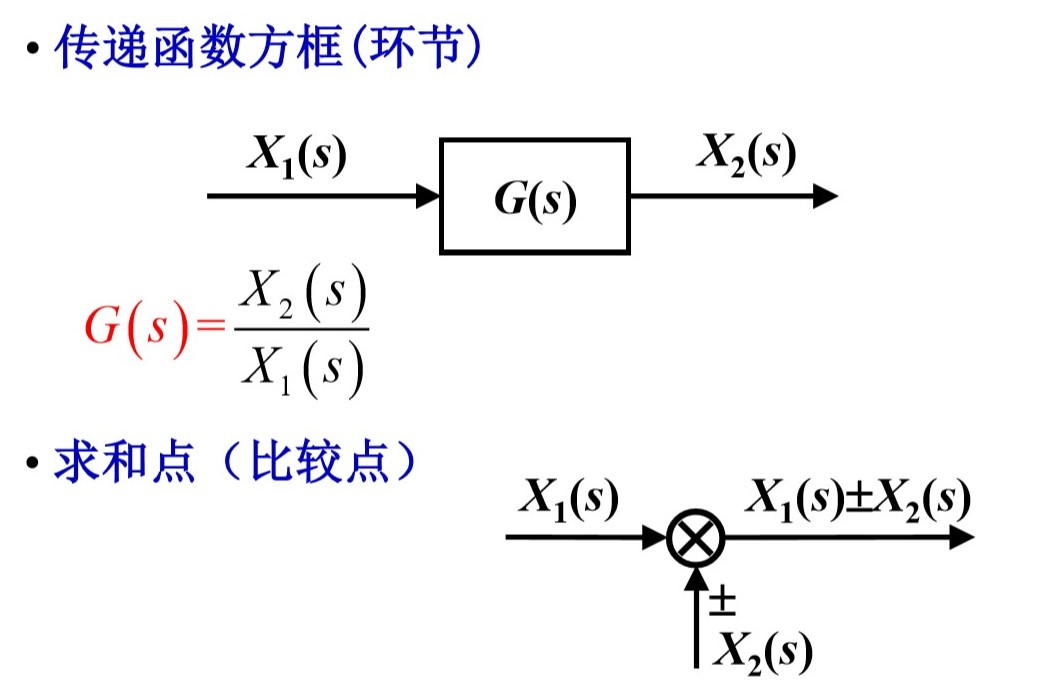 • 传递函数方框(环节)
X₁(s)
G(s)
X₂(s)
G(s)=X₂(s)/X₁(s)
• 求和点（比较点）
X₁(s)
X₁(s)±X₂(s)
±
X₂(s)